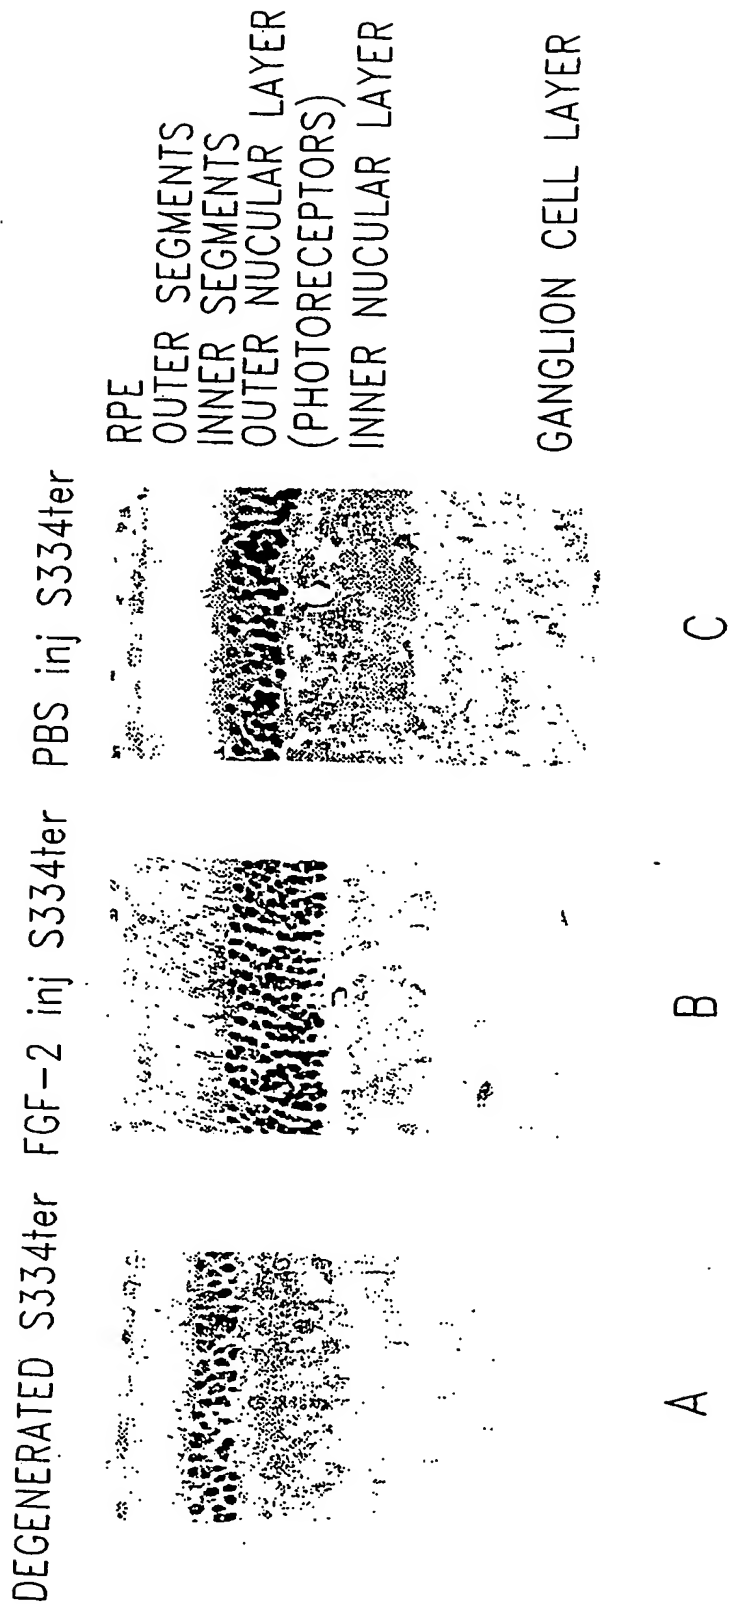 DEGENERATED S334ter
FGF-2 inj S334ter
PBS inj S334ter
RPE
OUTER SEGMENTS
INNER SEGMENTS
OUTER NUCULAR LAYER
(PHOTORECEPTORS)
INNER NUCULAR LAYER
GANGLION CELL LAYER
A
B
C